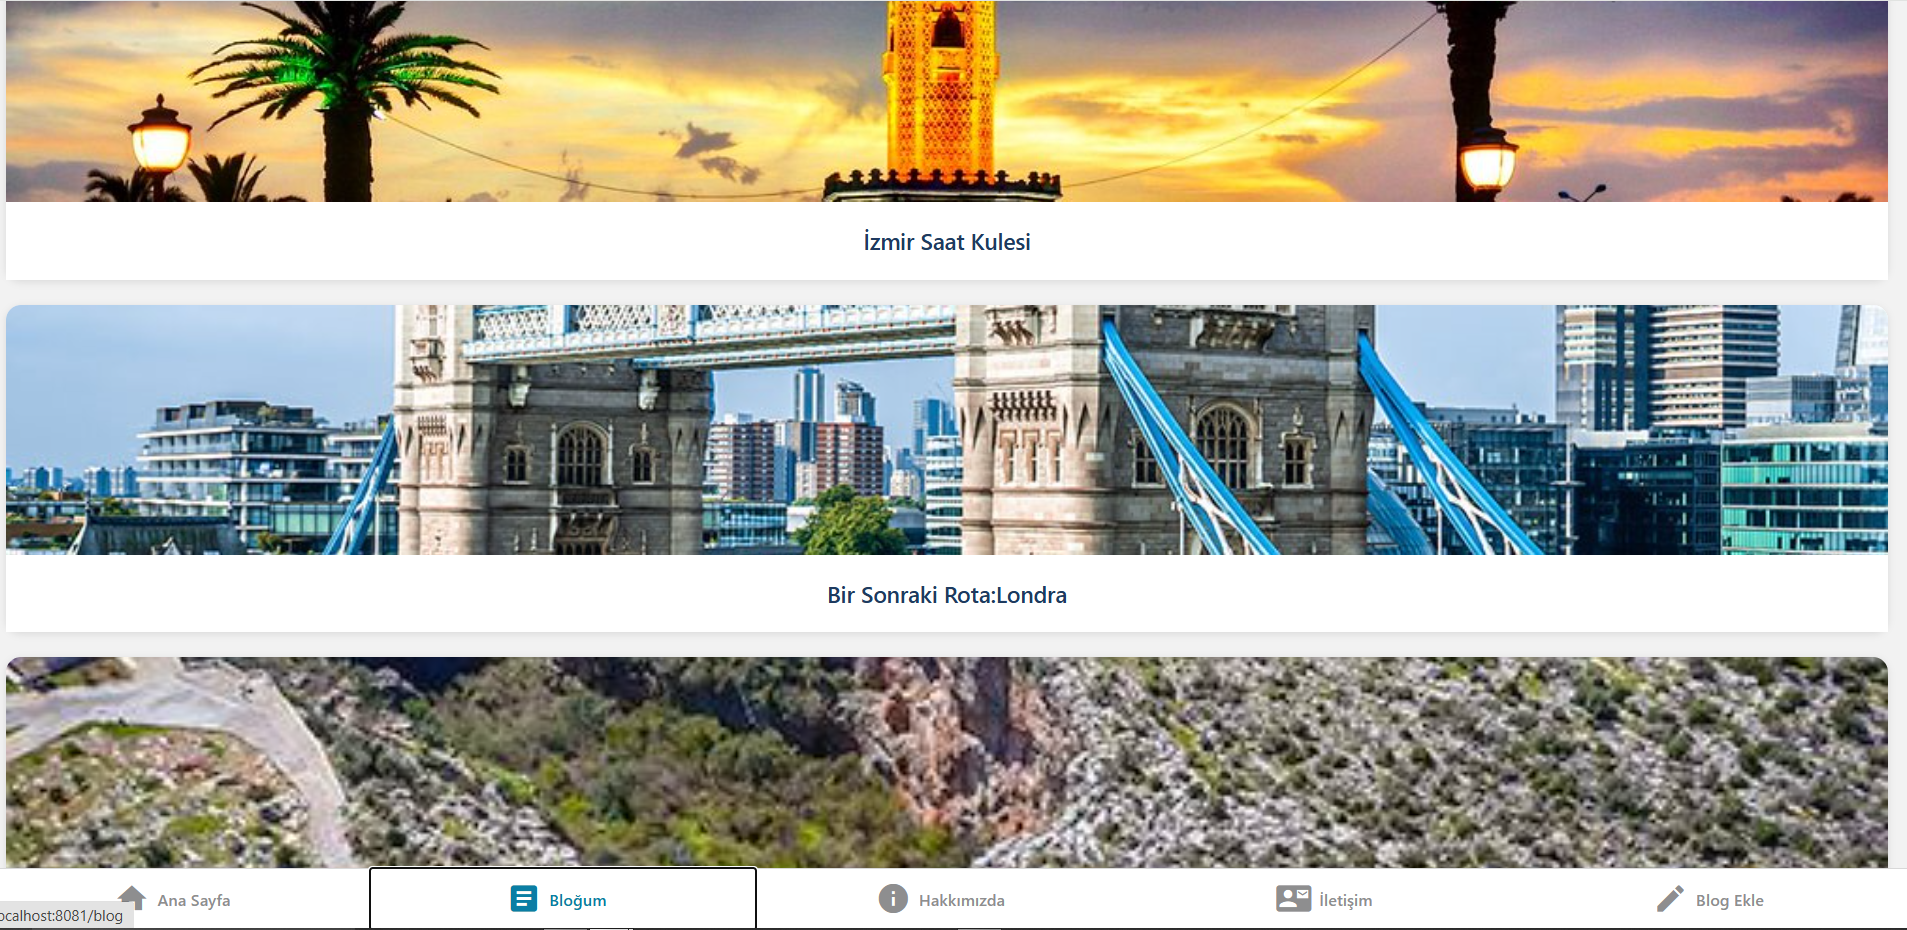 İzmir Saat Kulesi
Bir Sonraki Rota:Londra
Ana Sayfa
Bloğum
Hakkımızda
İletişim
Blog Ekle
ocalhost:8081/blog